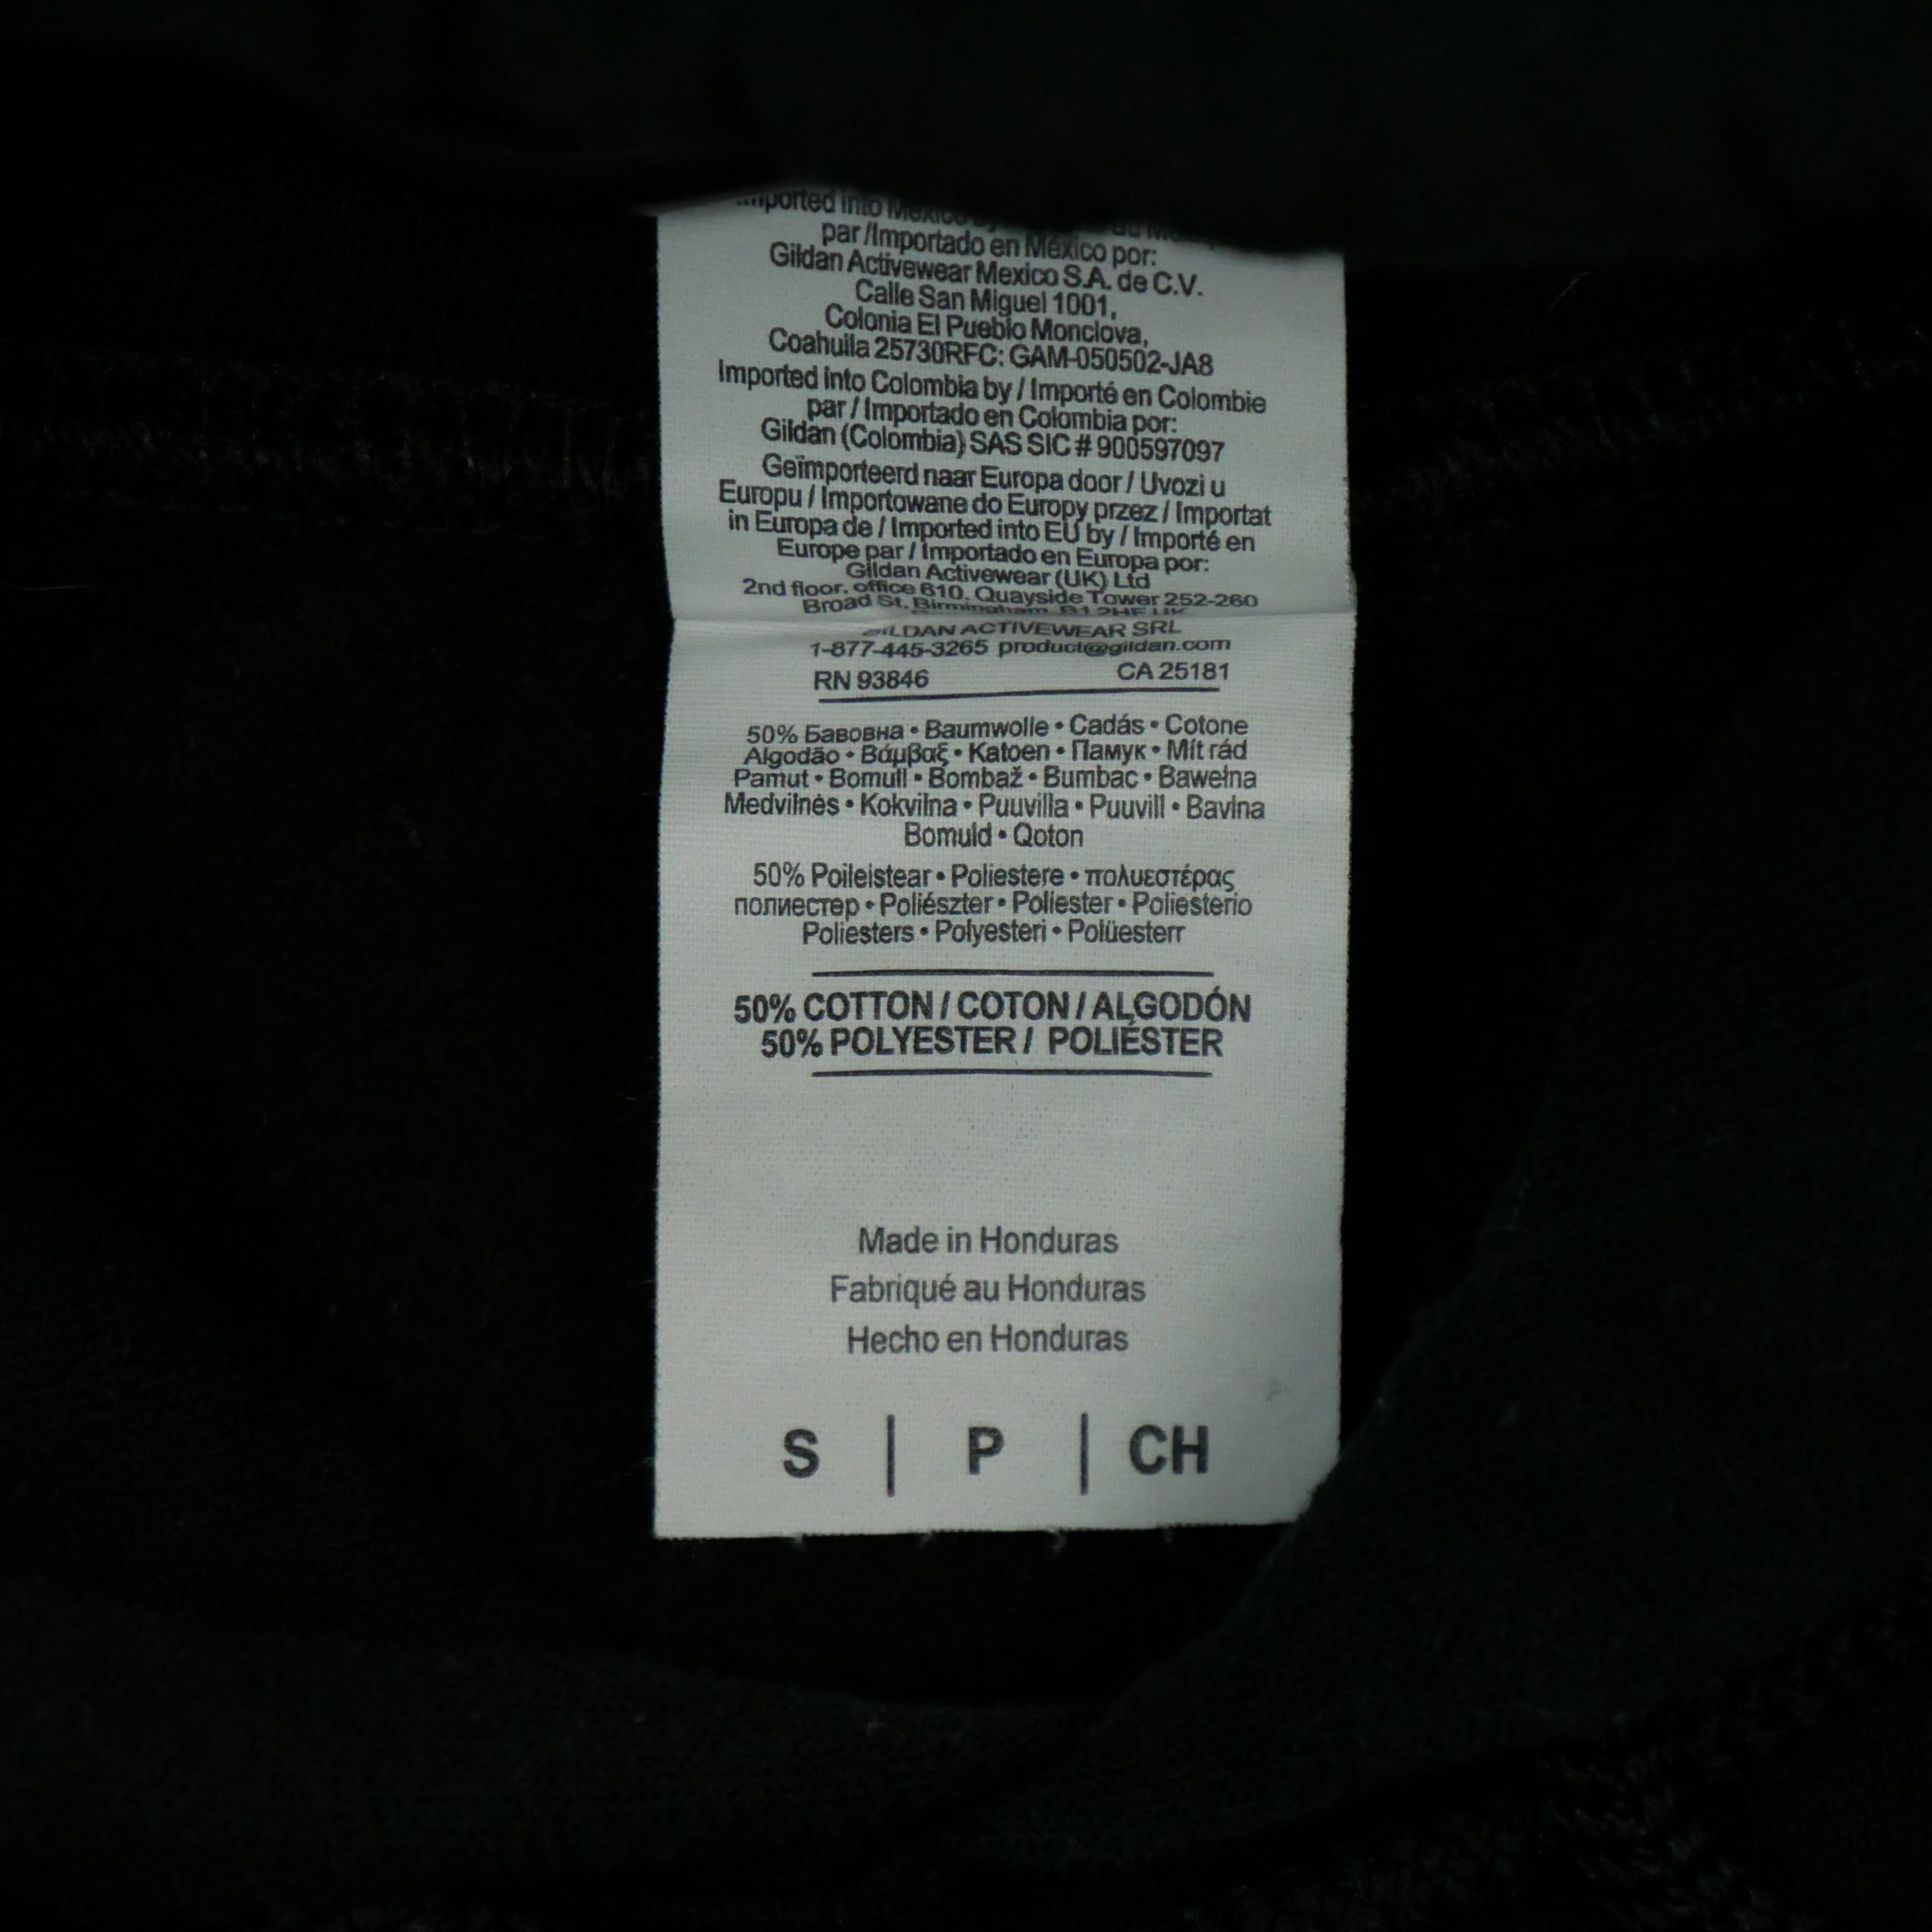 par /Importado en México por:
Gildan Activewear Mexico S.A. de C.V.
Calle San Miguel 1001,
Colonia El Pueblo Monclova,
Coahuila 25730RFC: GAM-050502-JA8
Imported into Colombia by / Importé en Colombie
par / Importado en Colombia por:
Gildan (Colombia) SAS SIC # 900597097
Geïmporteerd naar Europa door / Uvozi u
Europu / Importowane do Europy przez / Importat
in Europa de / Imported into EU by / Importé en
Europe par / Importado en Europa por:
Gildan Activewear (UK) Ltd
2nd floor, office 610, Quayside Tower 252-260
Broad St, Birmingham, B1 2HF UK
GILDAN ACTIVEWEAR SRL
1-877-445-3265 product@gildan.com
RN 93846 CA 25181
50% Бавовна • Baumwolle • Cadás • Cotone
Algodão • Βάμβαξ • Katoen • Памук • Mít rád
Pamut • Bomull • Bombaž • Bumbac • Bawełna
Medvilnės • Kokvilna • Puuvilla • Puuvill • Bavlna
Bomuld • Qoton
50% Poileistear • Poliestere • πολυεστέρας
полиестер • Poliészter • Poliester • Poliesterio
Poliesters • Polyesteri • Polüesterr
50% COTTON / COTON / ALGODÓN
50% POLYESTER / POLIÉSTER
Made in Honduras
Fabriqué au Honduras
Hecho en Honduras
S | P | CH